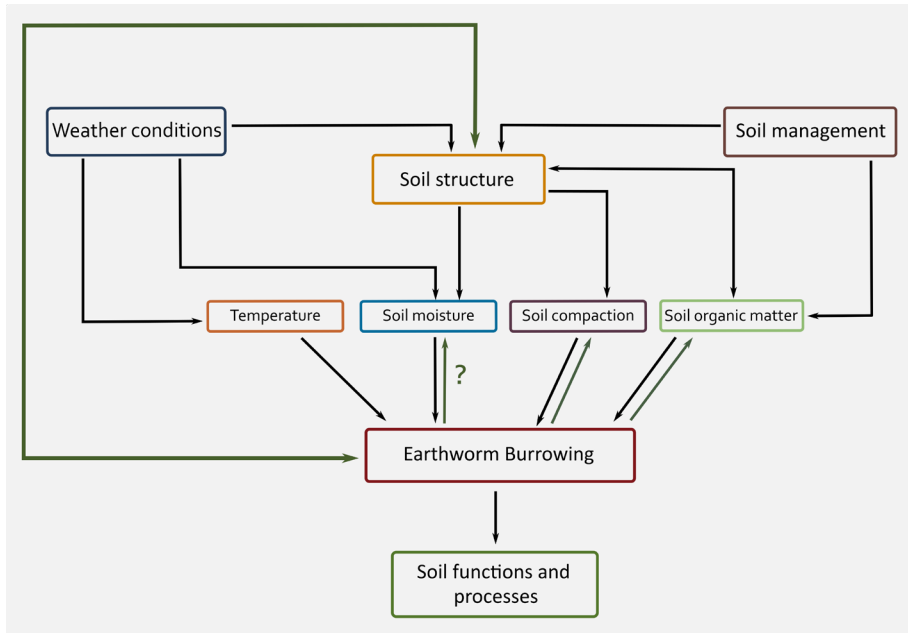 Weather conditions
Soil management
Soil structure
Temperature
Soil moisture
Soil compaction
Soil organic matter
?
Earthworm Burrowing
Soil functions and
processes